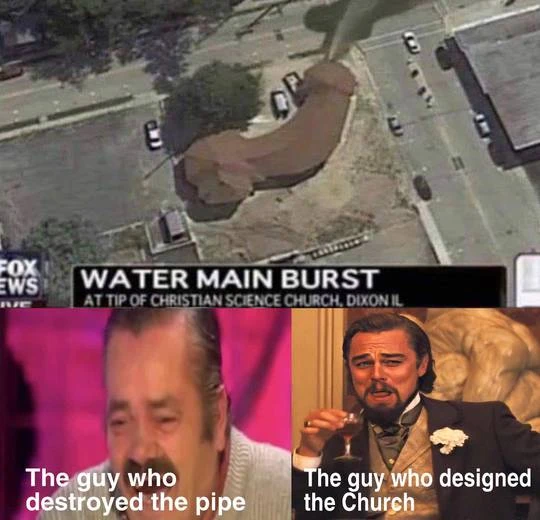 FOX
EWS
LIVE
WATER MAIN BURST
AT TIP OF CHRISTIAN SCIENCE CHURCH, DIXON IL
The guy who
destroyed the pipe
The guy who designed
the Church